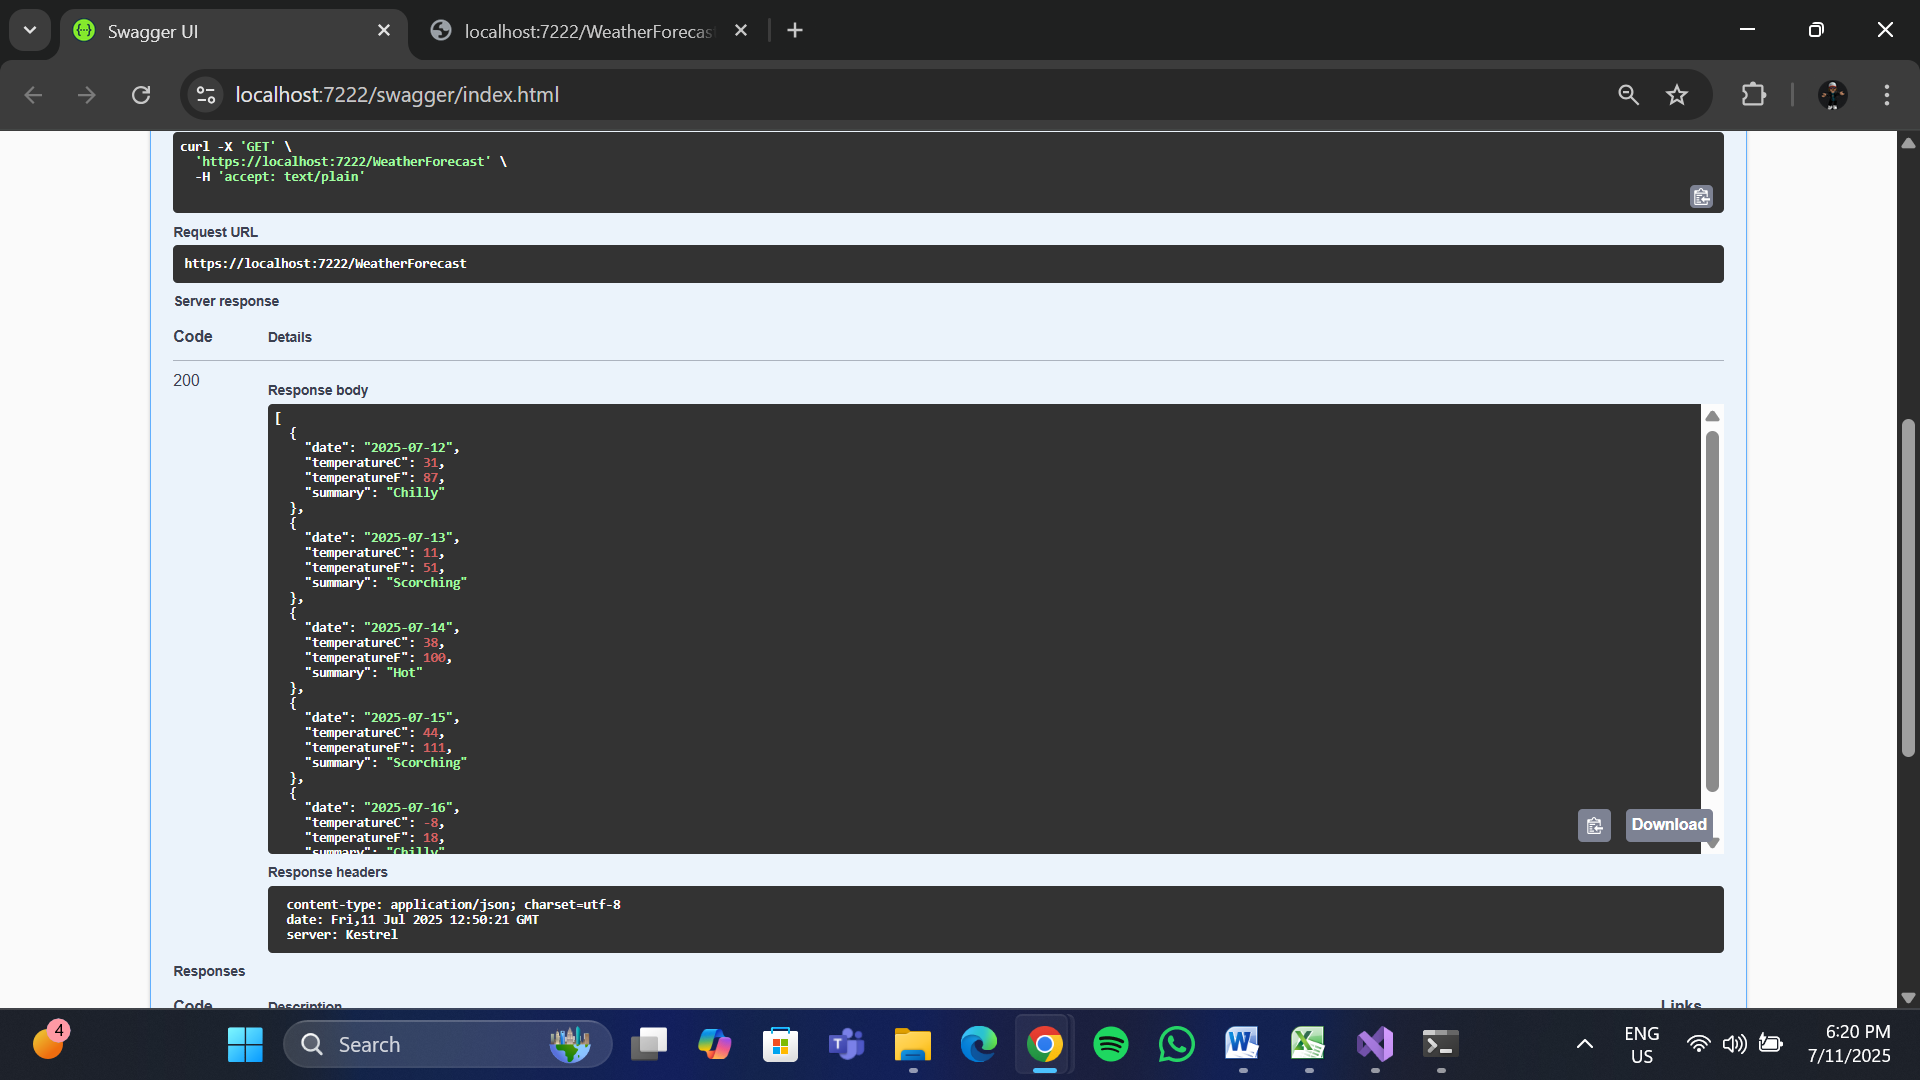 Swagger UI
localhost:7222/WeatherForecas
localhost:7222/swagger/index.html
curl -X 'GET' \
'https://localhost:7222/WeatherForecast' \
-H 'accept: text/plain'
Request URL
https://localhost:7222/WeatherForecast
Server response
Code Details
200
Response body
[
{
"date": "2025-07-12",
"temperatureC": 31,
"temperatureF": 87,
"summary": "Chilly"
},
{
"date": "2025-07-13",
"temperatureC": 11,
"temperatureF": 51,
"summary": "Scorching"
},
{
"date": "2025-07-14",
"temperatureC": 38,
"temperatureF": 100,
"summary": "Hot"
},
{
"date": "2025-07-15",
"temperatureC": 44,
"temperatureF": 111,
"summary": "Scorching"
},
{
"date": "2025-07-16",
"temperatureC": -8,
"temperatureF": 18,
"summary": "Chilly"
Download
Response headers
content-type: application/json; charset=utf-8
date: Fri,11 Jul 2025 12:50:21 GMT
server: Kestrel
Responses
Code Description Links
4
Search
ENG
US
6:20 PM
7/11/2025